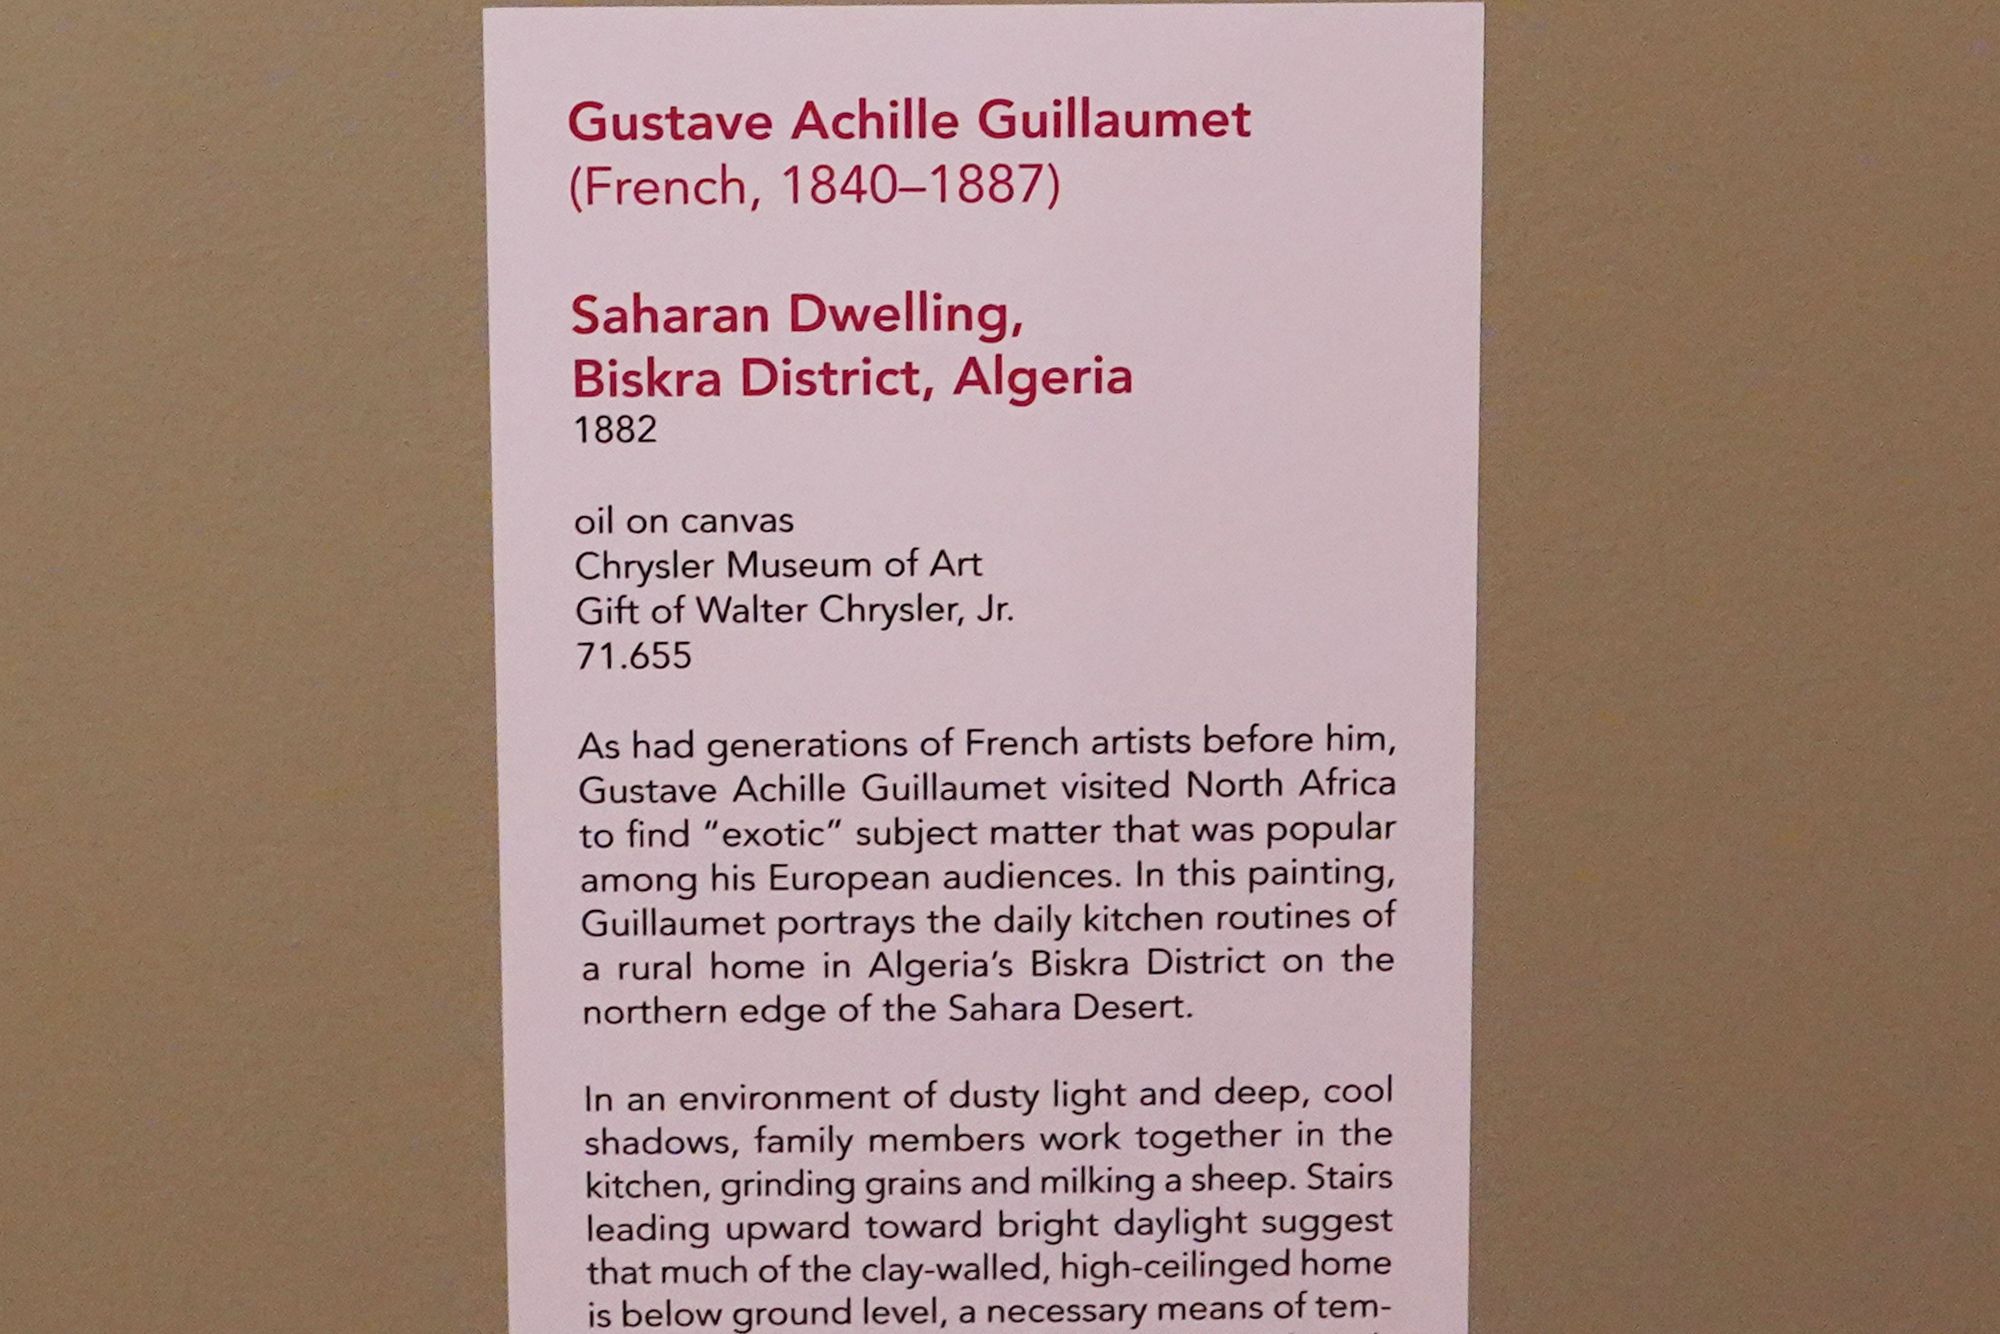 Gustave Achille Guillaumet
(French, 1840–1887)
Saharan Dwelling,
Biskra District, Algeria
1882
oil on canvas
Chrysler Museum of Art
Gift of Walter Chrysler, Jr.
71.655
As had generations of French artists before him,
Gustave Achille Guillaumet visited North Africa
to find “exotic” subject matter that was popular
among his European audiences. In this painting,
Guillaumet portrays the daily kitchen routines of
a rural home in Algeria’s Biskra District on the
northern edge of the Sahara Desert.
In an environment of dusty light and deep, cool
shadows, family members work together in the
kitchen, grinding grains and milking a sheep. Stairs
leading upward toward bright daylight suggest
that much of the clay-walled, high-ceilinged home
is below ground level, a necessary means of tem-